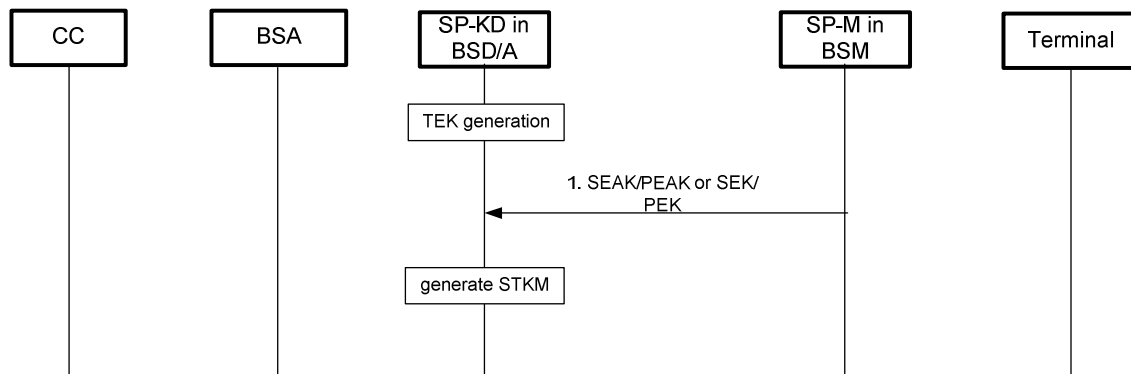 CC
BSA
SP-KD in
BSD/A
SP-M in
BSM
Terminal
TEK generation
1. SEAK/PEAK or SEK/
PEK
generate STKM